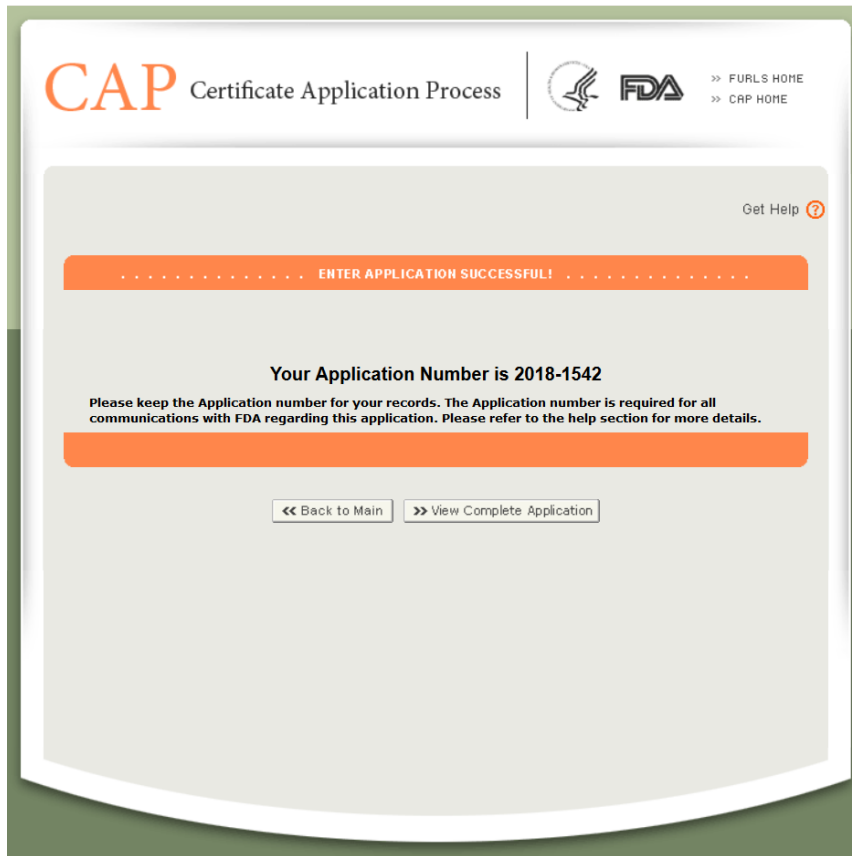 CAP Certificate Application Process
FDA
>> FURLS HOME
>> CAP HOME
Get Help ?
. . . . . . . . . . . . . . ENTER APPLICATION SUCCESSFUL! . . . . . . . . . . . . . .
Your Application Number is 2018-1542
Please keep the Application number for your records. The Application number is required for all
communications with FDA regarding this application. Please refer to the help section for more details.
<< Back to Main >> View Complete Application